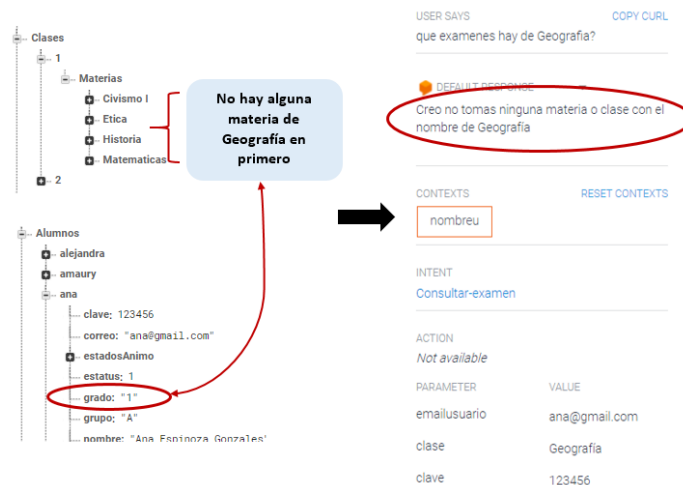 Clases
1
Materias
Civismo I
Etica
Historia
Matematicas
2
No hay alguna
materia de
Geografía en
primero
Alumnos
alejandra
amaury
ana
clave: 123456
correo: "ana@gmail.com"
estadosAnimo
estatus: 1
grado: "1"
grupo: "A"
nombre: "Ana Espinoza Gonzales"
USER SAYS
COPY CURL
que examenes hay de Geografia?
DEFAULT RESPONSE
Creo no tomas ninguna materia o clase con el
nombre de Geografía
CONTEXTS
RESET CONTEXTS
nombreu
INTENT
Consultar-examen
ACTION
Not available
PARAMETER
VALUE
emailusuario
ana@gmail.com
clase
Geografía
clave
123456